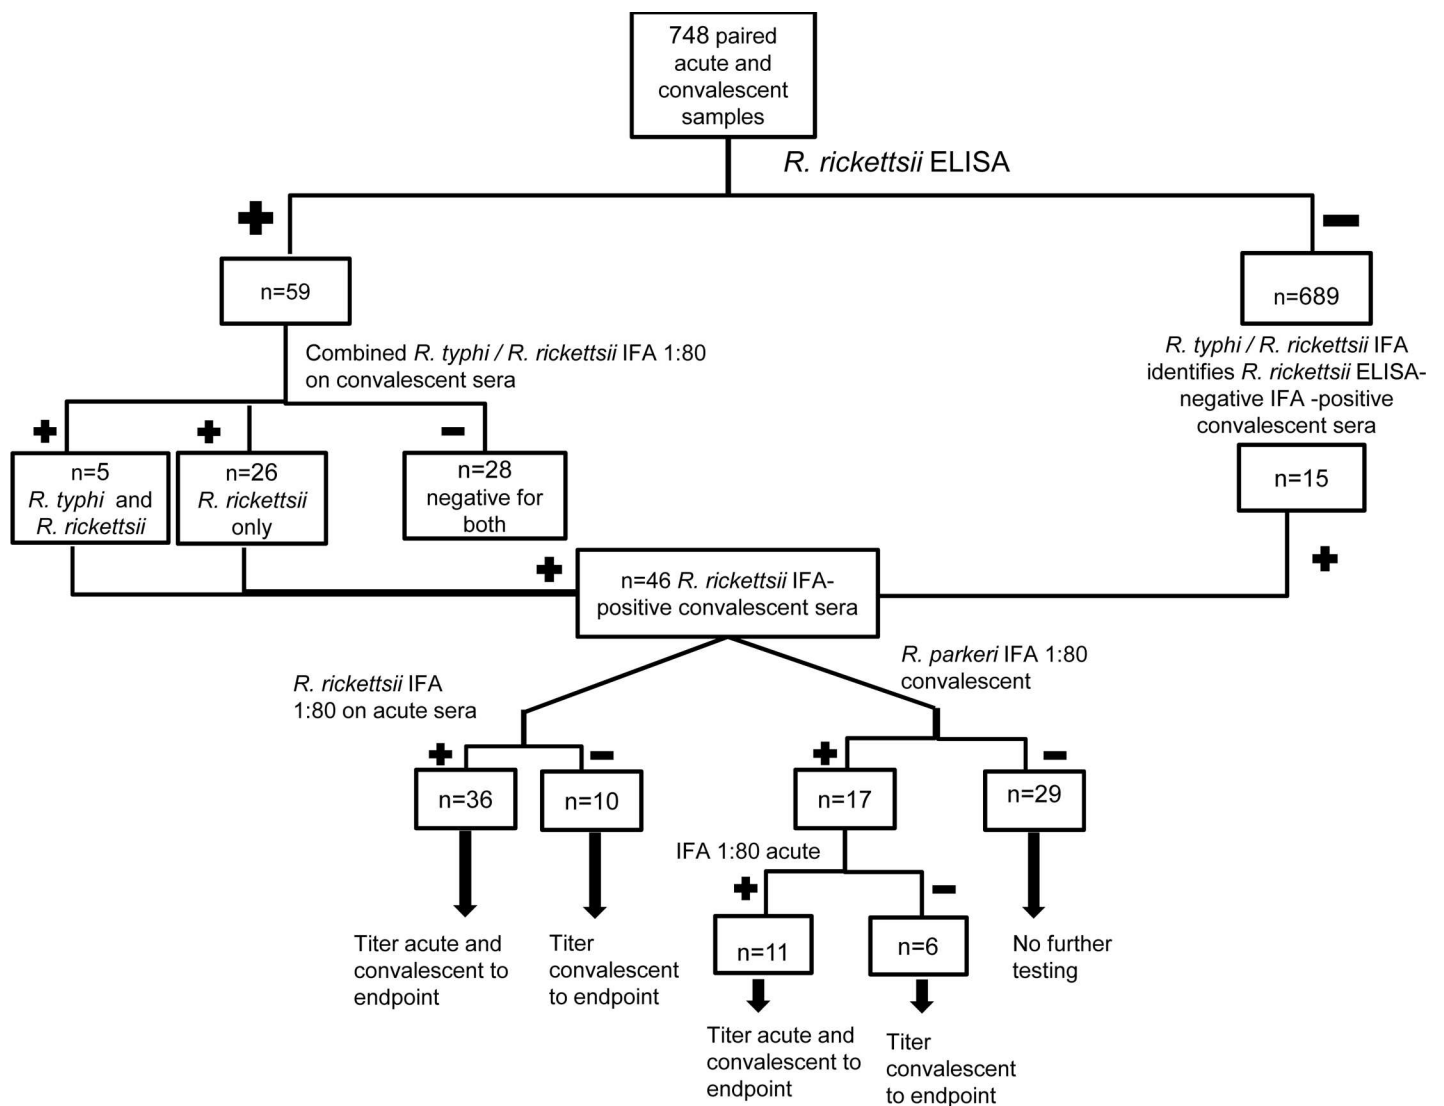 748 paired
acute and
convalescent
samples
R. rickettsii ELISA
+
−
n=59
n=689
Combined R. typhi / R. rickettsii IFA 1:80
on convalescent sera
R. typhi / R. rickettsii IFA
identifies R. rickettsii ELISA-
negative IFA -positive
convalescent sera
+
+
−
n=5
R. typhi and
R. rickettsii
n=26
R. rickettsii
only
n=28
negative for
both
n=15
+
+
n=46 R. rickettsii IFA-
positive convalescent sera
R. rickettsii IFA
1:80 on acute sera
R. parkeri IFA 1:80
convalescent
+
−
+
−
n=36
n=10
n=17
n=29
IFA 1:80 acute
+
−
n=11
n=6
Titer acute and
convalescent to
endpoint
Titer
convalescent
to endpoint
No further
testing
Titer acute and
convalescent to
endpoint
Titer
convalescent
to endpoint